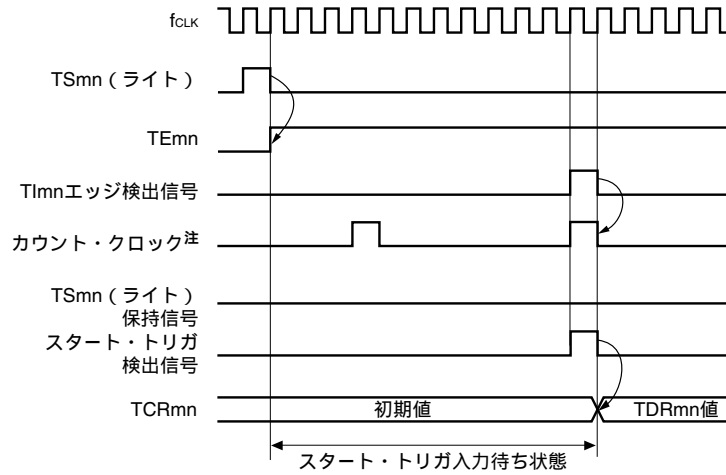 fCLK
TSmn（ライト）
TEmn
TImnエッジ検出信号
カウント・クロック注
TSmn（ライト）
保持信号
スタート・トリガ
検出信号
TCRmn
初期値
TDRmn値
スタート・トリガ入力待ち状態